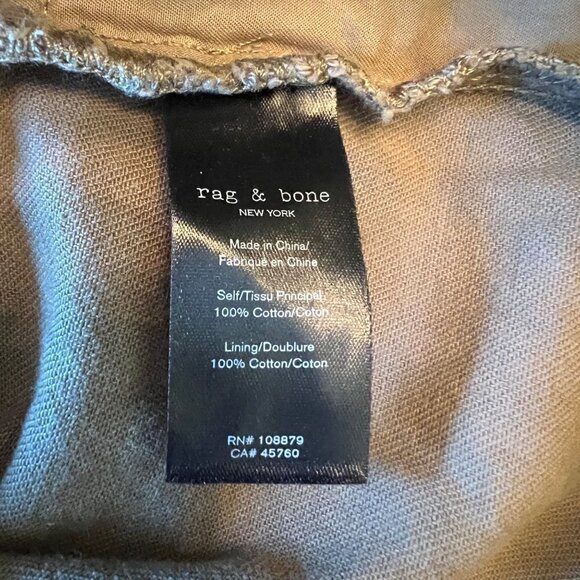 rag & bone
NEW YORK
Made in China/
Fabriqué en Chine
Self/Tissu Principal
100% Cotton/Coton
Lining/Doublure
100% Cotton/Coton
RN# 108879
CA# 45760